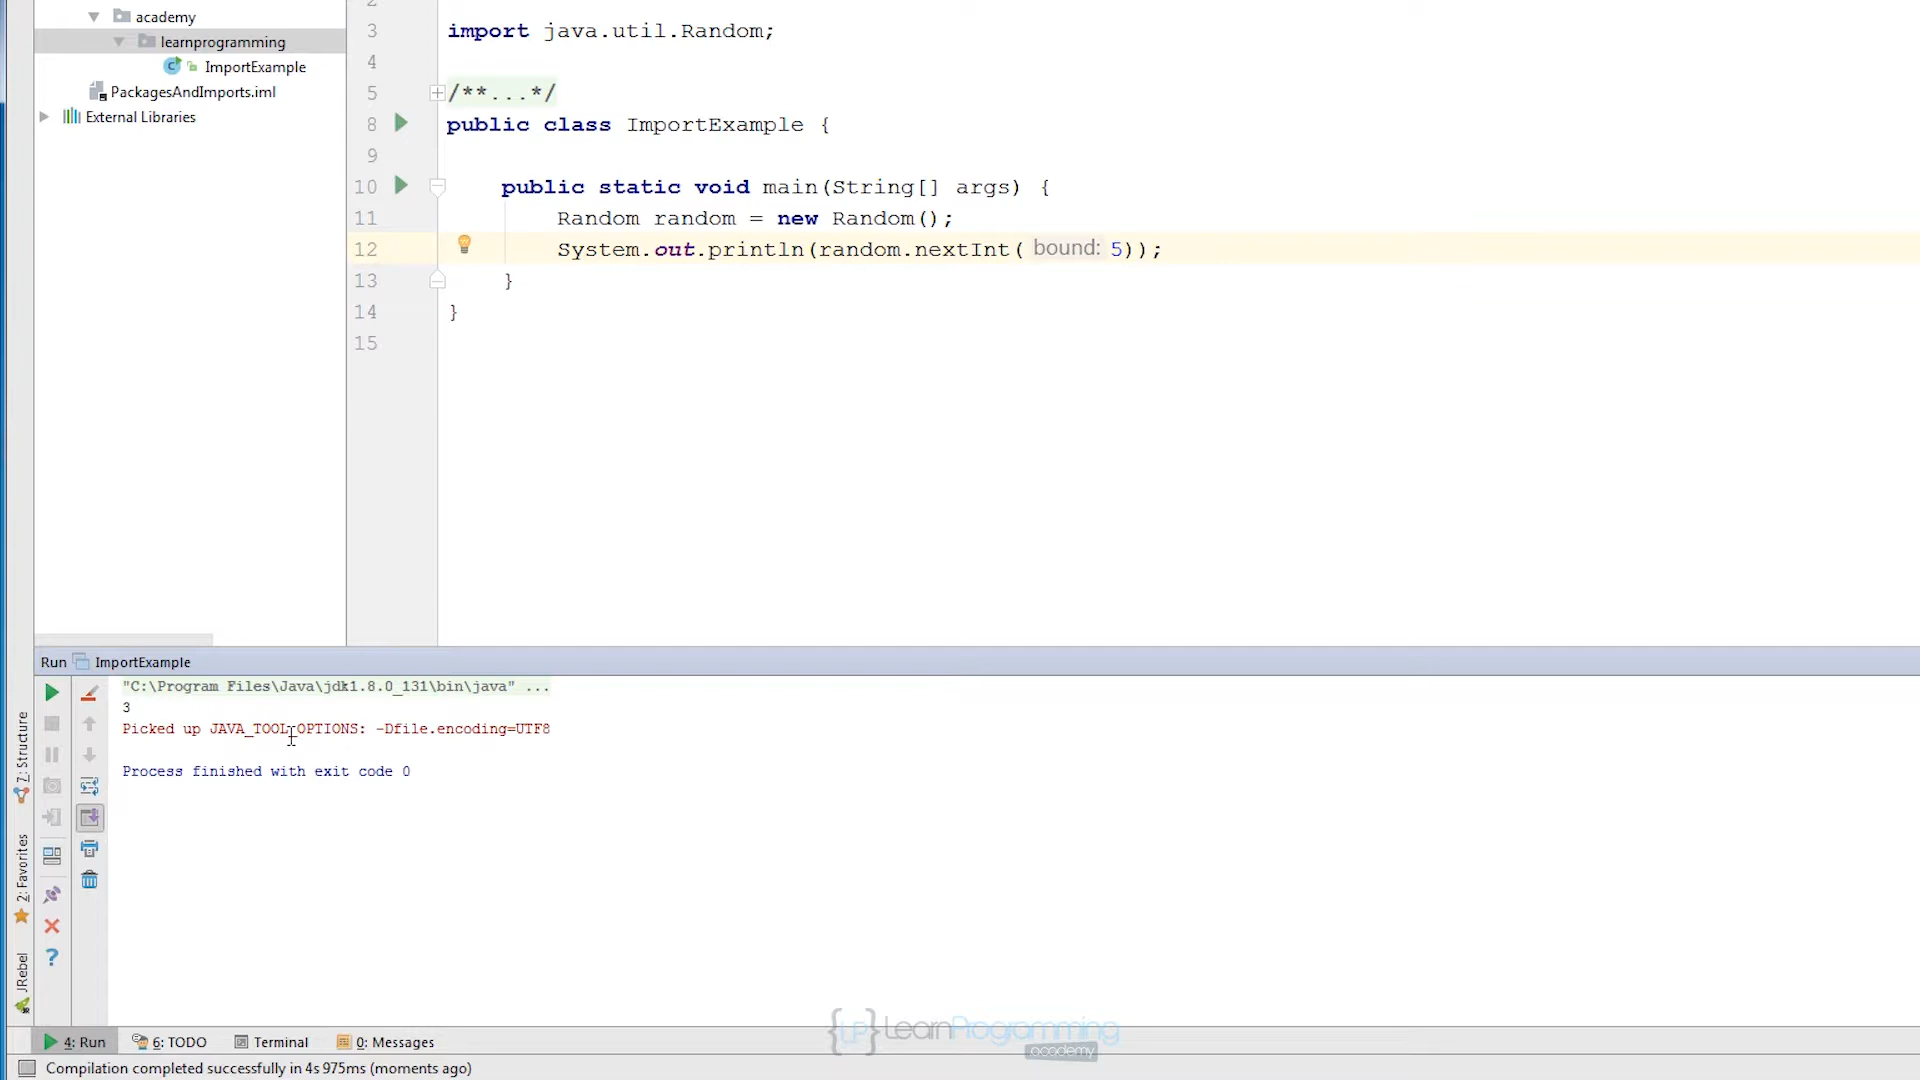 academy
learnprogramming
ImportExample
PackagesAndImports.iml
External Libraries
2
3 import java.util.Random;
4
5 /**...*/
8 public class ImportExample {
9
10 public static void main(String[] args) {
11 Random random = new Random();
12 System.out.println(random.nextInt( bound: 5));
13 }
14 }
15
Run ImportExample
"C:\Program Files\Java\jdk1.8.0_131\bin\java" ...
3
Picked up JAVA_TOOL_OPTIONS: -Dfile.encoding=UTF8
Process finished with exit code 0
7: Structure
2: Favorites
JRebel
{LP} LearnProgramming
academy
4: Run 6: TODO Terminal 0: Messages
Compilation completed successfully in 4s 975ms (moments ago)